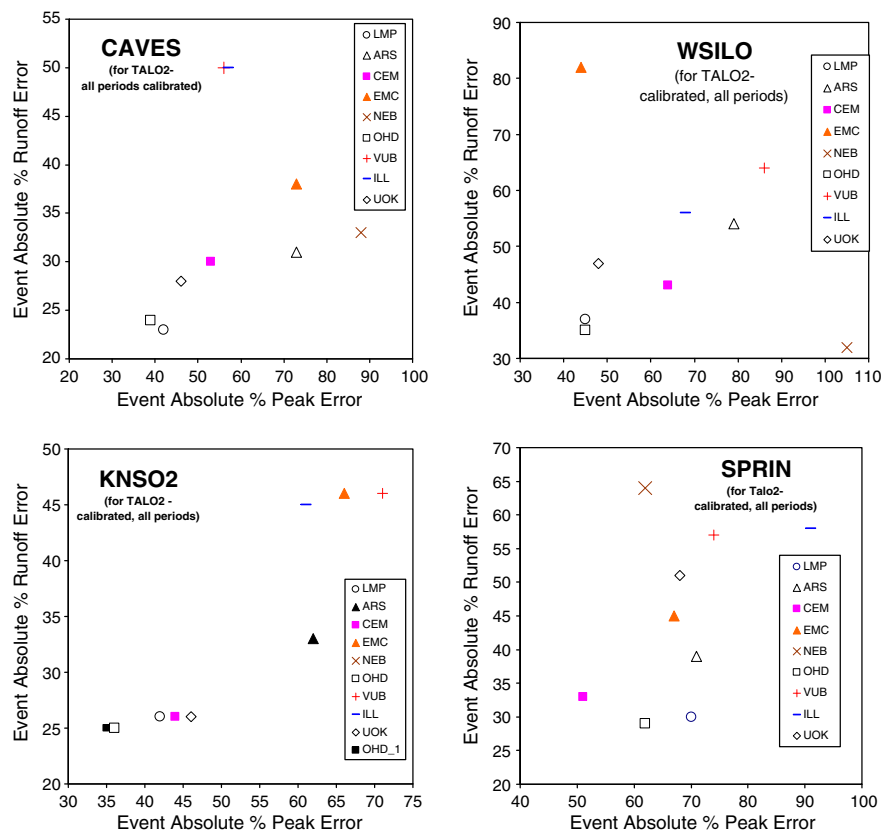 CAVES
(for TALO2-
all periods calibrated)
LMP
ARS
CEM
EMC
NEB
OHD
VUB
ILL
UOK
55
50
45
40
35
30
25
20
Event Absolute % Runoff Error
20 30 40 50 60 70 80 90 100
Event Absolute % Peak Error
WSILO
(for TALO2-
calibrated, all periods)
LMP
ARS
CEM
EMC
NEB
OHD
VUB
ILL
UOK
90
80
70
60
50
40
30
Event Absolute % Runoff Error
30 40 50 60 70 80 90 100 110
Event Absolute % Peak Error
KNSO2
(for TALO2 -
calibrated, all periods)
LMP
ARS
CEM
EMC
NEB
OHD
VUB
ILL
UOK
OHD_1
50
45
40
35
30
25
20
Event Absolute % Runoff Error
30 35 40 45 50 55 60 65 70 75
Event Absolute % Peak Error
SPRIN
(for Talo2-
calibrated, all periods)
LMP
ARS
CEM
EMC
NEB
OHD
VUB
ILL
UOK
70
65
60
55
50
45
40
35
30
25
20
Event Absolute % Runoff Error
40 50 60 70 80 90 100
Event Absolute % Peak Error